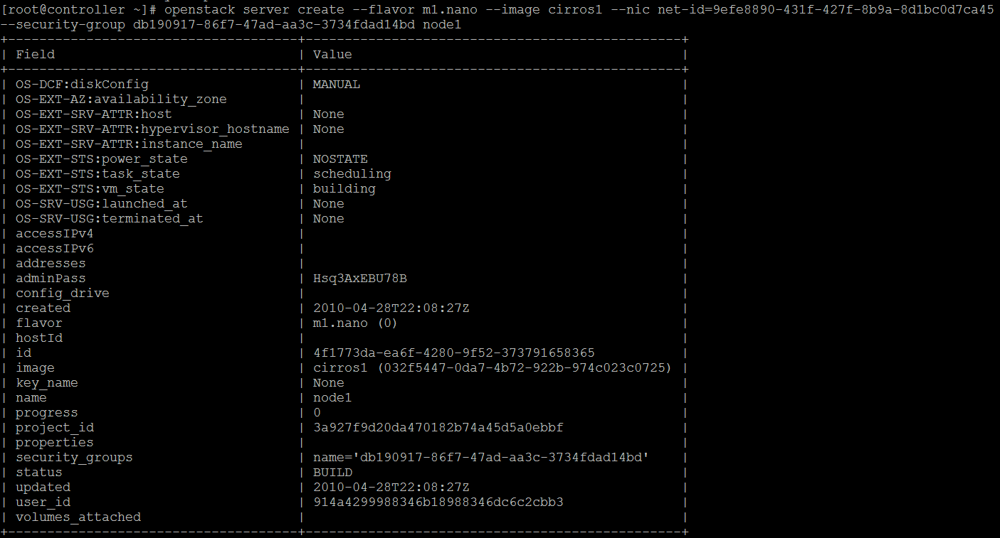 [root@controller ~]# openstack server create --flavor m1.nano --image cirros1 --nic net-id=9efe8890-431f-427f-8b9a-8d1bc0d7ca45
--security-group db190917-86f7-47ad-aa3c-3734fdad14bd node1
+-------------------------------------+------------------------------------------------+
| Field                               | Value                                          |
+-------------------------------------+------------------------------------------------+
| OS-DCF:diskConfig                   | MANUAL                                         |
| OS-EXT-AZ:availability_zone         |                                                |
| OS-EXT-SRV-ATTR:host                | None                                           |
| OS-EXT-SRV-ATTR:hypervisor_hostname | None                                           |
| OS-EXT-SRV-ATTR:instance_name       |                                                |
| OS-EXT-STS:power_state              | NOSTATE                                        |
| OS-EXT-STS:task_state               | scheduling                                     |
| OS-EXT-STS:vm_state                 | building                                       |
| OS-SRV-USG:launched_at              | None                                           |
| OS-SRV-USG:terminated_at            | None                                           |
| accessIPv4                          |                                                |
| accessIPv6                          |                                                |
| addresses                           |                                                |
| adminPass                           | Hsq3AxEBU78B                                   |
| config_drive                        |                                                |
| created                             | 2010-04-28T22:08:27Z                           |
| flavor                              | m1.nano (0)                                    |
| hostId                              |                                                |
| id                                  | 4f1773da-ea6f-4280-9f52-373791658365           |
| image                               | cirros1 (032f5447-0da7-4b72-922b-974c023c0725) |
| key_name                            | None                                           |
| name                                | node1                                          |
| progress                            | 0                                              |
| project_id                          | 3a927f9d20da470182b74a45d5a0ebbf               |
| properties                          |                                                |
| security_groups                     | name='db190917-86f7-47ad-aa3c-3734fdad14bd'    |
| status                              | BUILD                                          |
| updated                             | 2010-04-28T22:08:27Z                           |
| user_id                             | 914a4299988346b18988346dc6c2cbb3               |
| volumes_attached                    |                                                |
+-------------------------------------+------------------------------------------------+